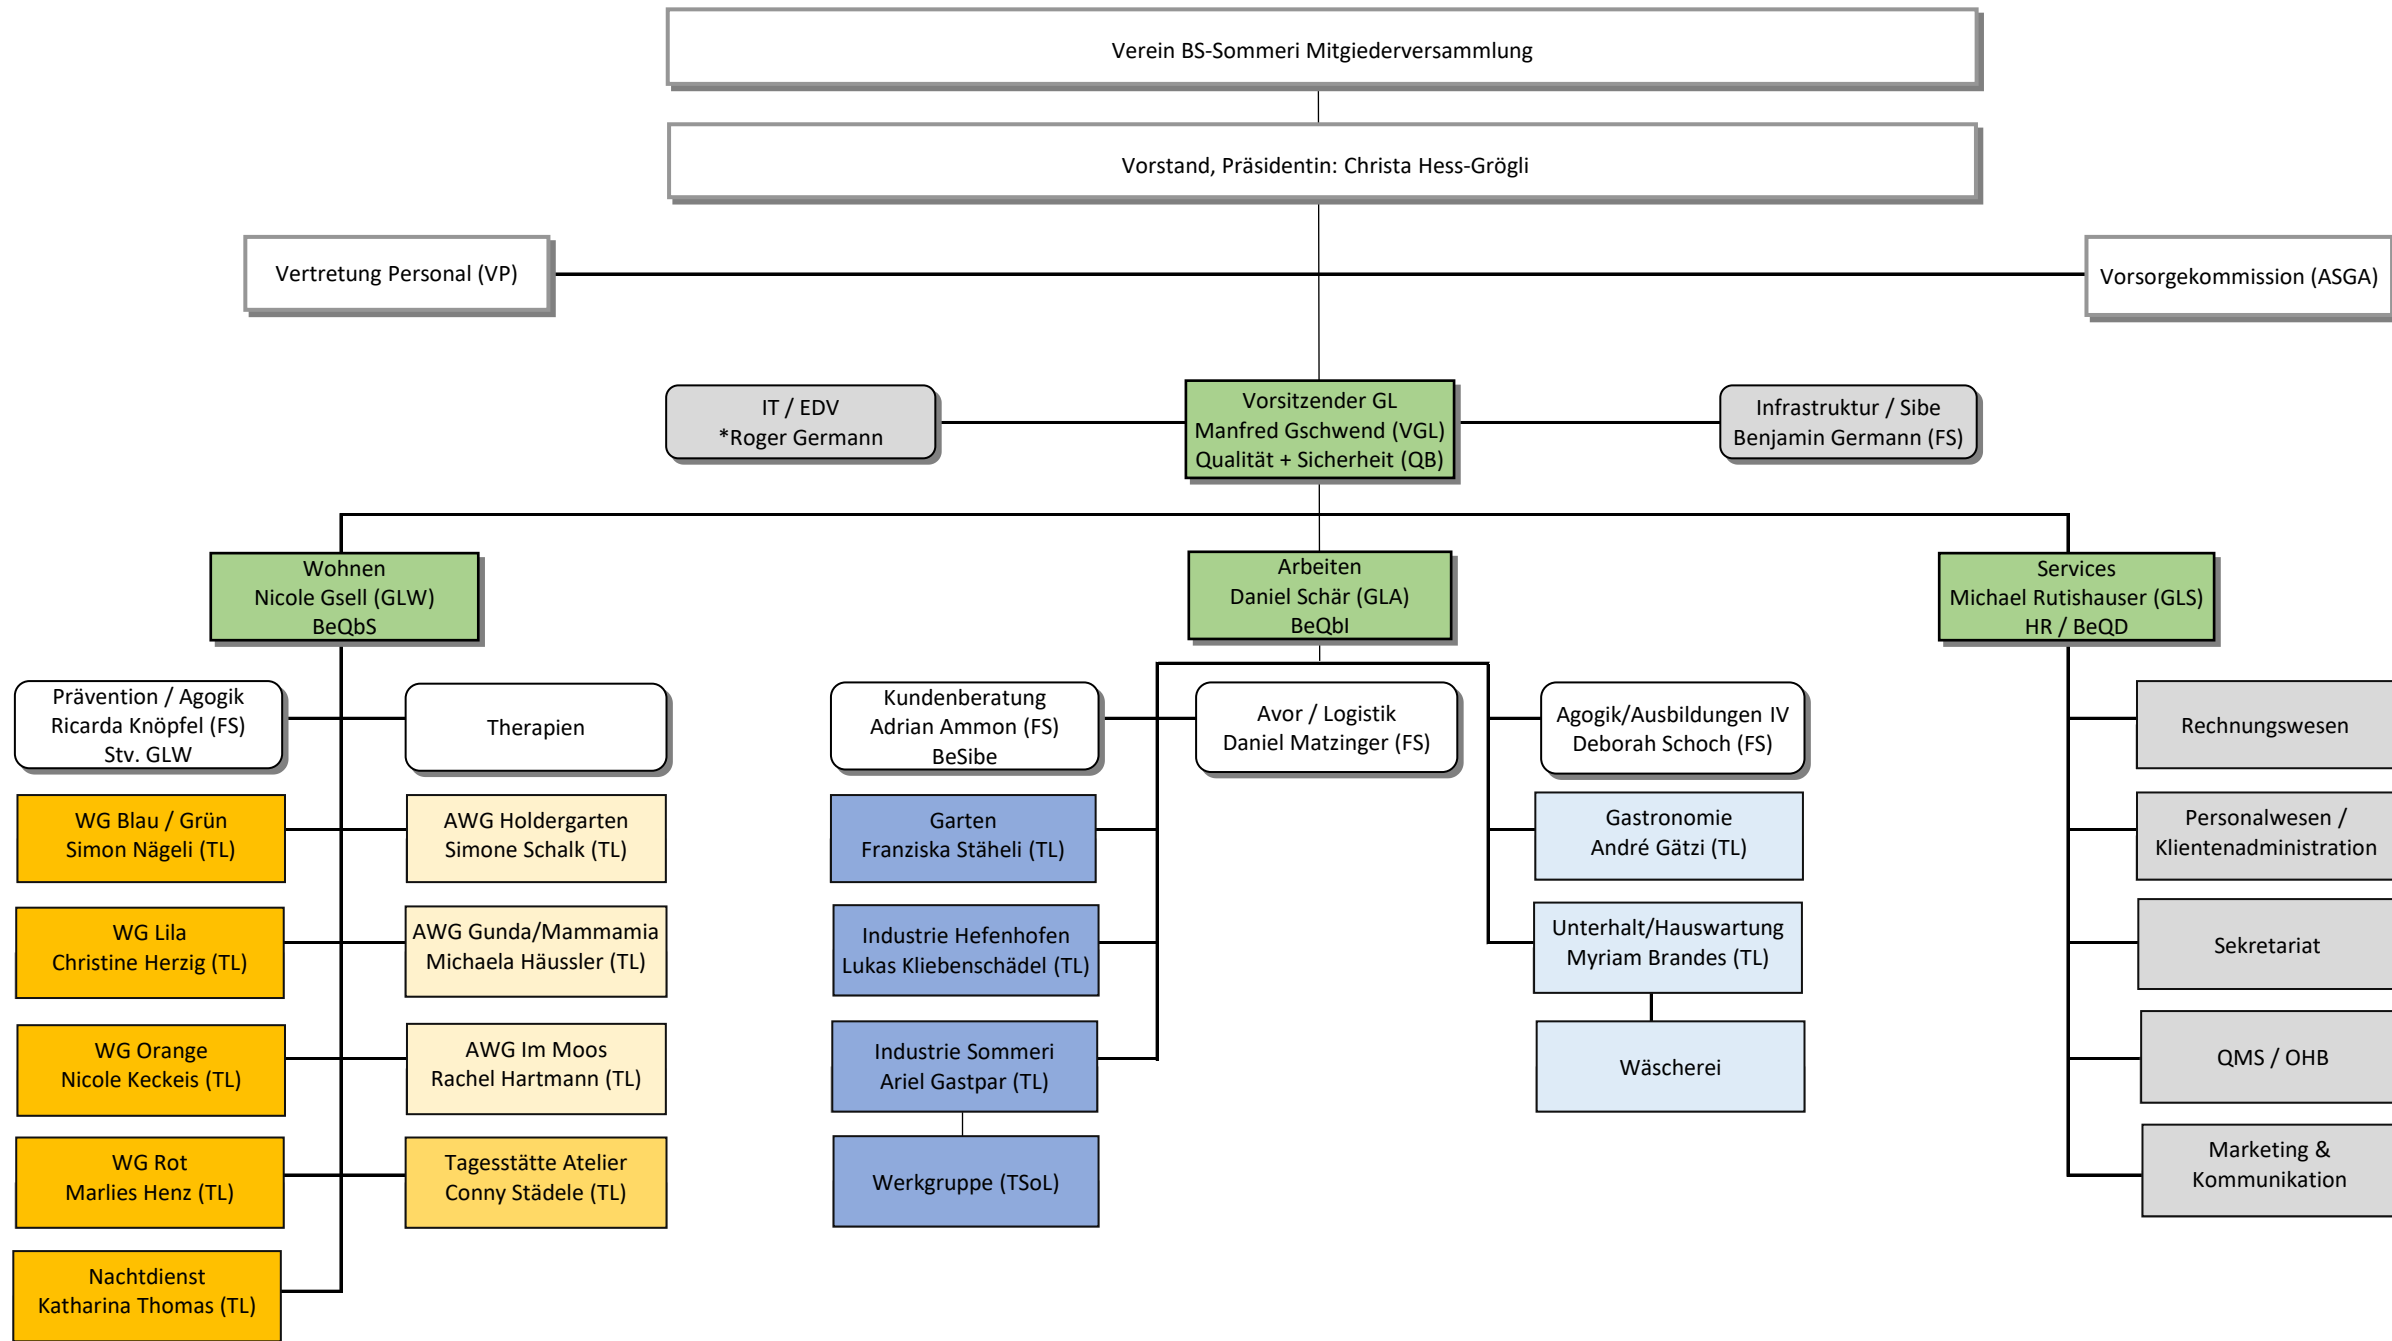 Verein BS-Sommeri Mitgiederversammlung
Vorstand, Präsidentin: Christa Hess-Grögli
Vertretung Personal (VP)
Vorsorgekommission (ASGA)
IT / EDV
*Roger Germann
Vorsitzender GL
Manfred Gschwend (VGL)
Qualität + Sicherheit (QB)
Infrastruktur / Sibe
Benjamin Germann (FS)
Wohnen
Nicole Gsell (GLW)
BeQbS
Arbeiten
Daniel Schär (GLA)
BeQbI
Services
Michael Rutishauser (GLS)
HR / BeQD
Prävention / Agogik
Ricarda Knöpfel (FS)
Stv. GLW
Therapien
Kundenberatung
Adrian Ammon (FS)
BeSibe
Avor / Logistik
Daniel Matzinger (FS)
Agogik/Ausbildungen IV
Deborah Schoch (FS)
Rechnungswesen
WG Blau / Grün
Simon Nägeli (TL)
AWG Holdergarten
Simone Schalk (TL)
Garten
Franziska Stäheli (TL)
Gastronomie
André Gätzi (TL)
Personalwesen /
Klientenadministration
WG Lila
Christine Herzig (TL)
AWG Gunda/Mammamia
Michaela Häussler (TL)
Industrie Hefenhofen
Lukas Kliebenschädel (TL)
Unterhalt/Hauswartung
Myriam Brandes (TL)
Sekretariat
WG Orange
Nicole Keckeis (TL)
AWG Im Moos
Rachel Hartmann (TL)
Industrie Sommeri
Ariel Gastpar (TL)
Wäscherei
QMS / OHB
WG Rot
Marlies Henz (TL)
Tagesstätte Atelier
Conny Städele (TL)
Werkgruppe (TSoL)
Marketing &
Kommunikation
Nachtdienst
Katharina Thomas (TL)